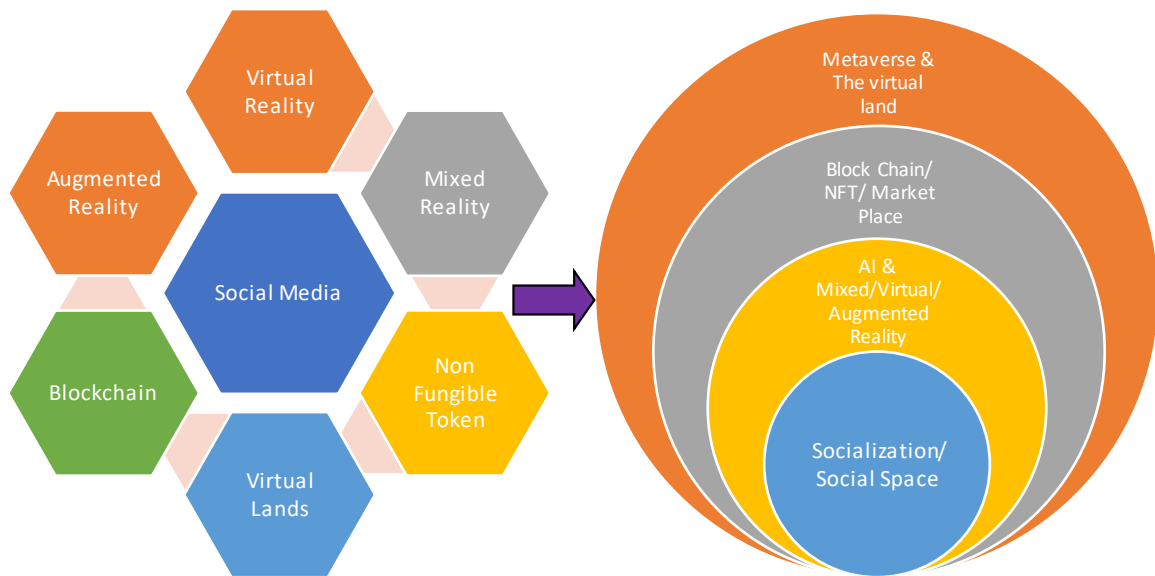 Virtual
Reality
Augmented
Reality
Mixed
Reality
Social Media
Blockchain
Non
Fungible
Token
Virtual
Lands
Metaverse &
The virtual
land
Block Chain/
NFT/ Market
Place
AI &
Mixed/Virtual/
Augmented
Reality
Socialization/
Social Space